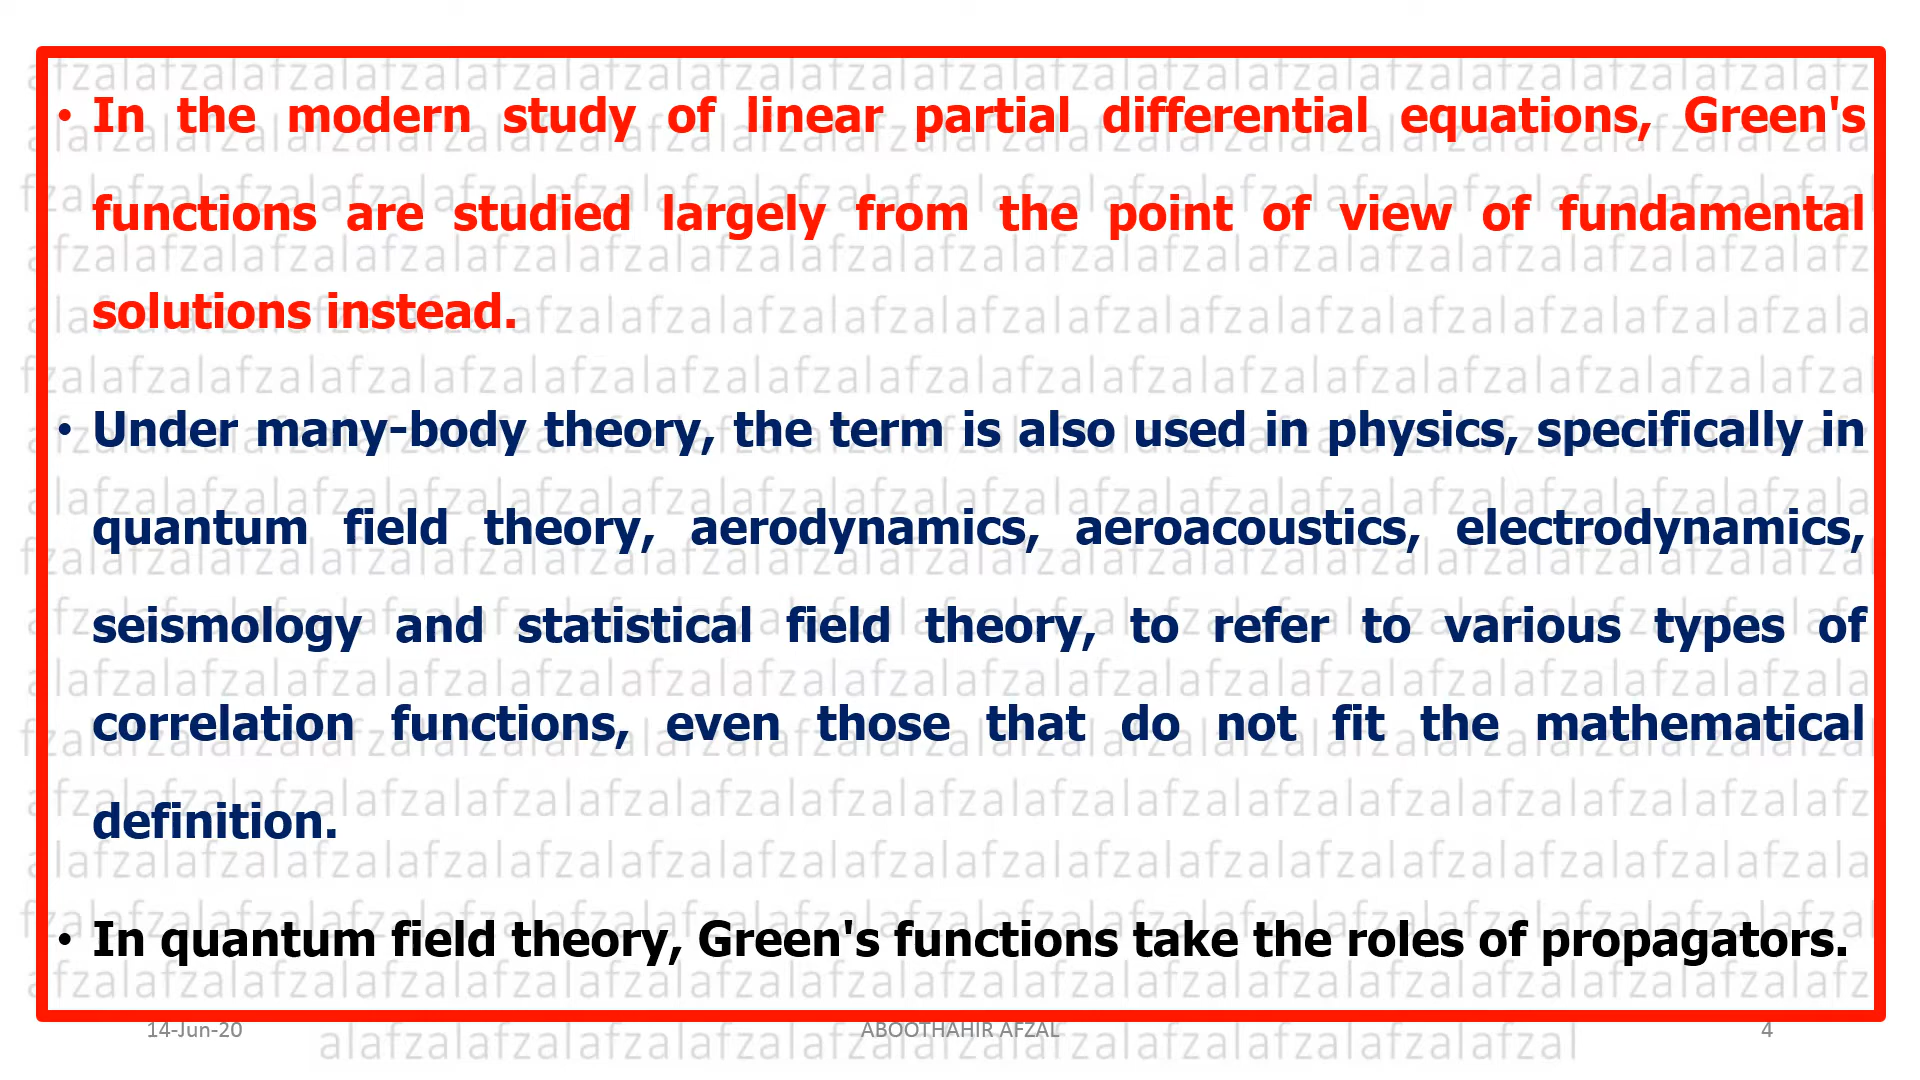 • In the modern study of linear partial differential equations, Green's
functions are studied largely from the point of view of fundamental
solutions instead.
• Under many-body theory, the term is also used in physics, specifically in
quantum field theory, aerodynamics, aeroacoustics, electrodynamics,
seismology and statistical field theory, to refer to various types of
correlation functions, even those that do not fit the mathematical
definition.
• In quantum field theory, Green's functions take the roles of propagators.
14-Jun-20 ABOOTHAHIR AFZAL 4